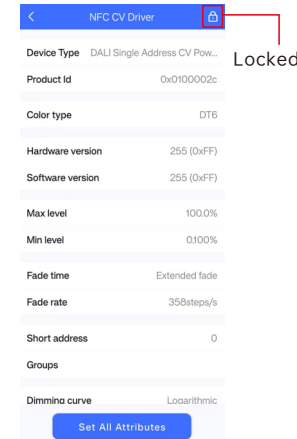 NFC CV Driver
Locked
Device Type DALI Single Address CV Pow...
Product Id 0x0100002c
Color type DT6
Hardware version 255 (0xFF)
Software version 255 (0xFF)
Max level 100.0%
Min level 0.100%
Fade time Extended fade
Fade rate 358steps/s
Short address 0
Groups
Dimming curve Logarithmic
Set All Attributes